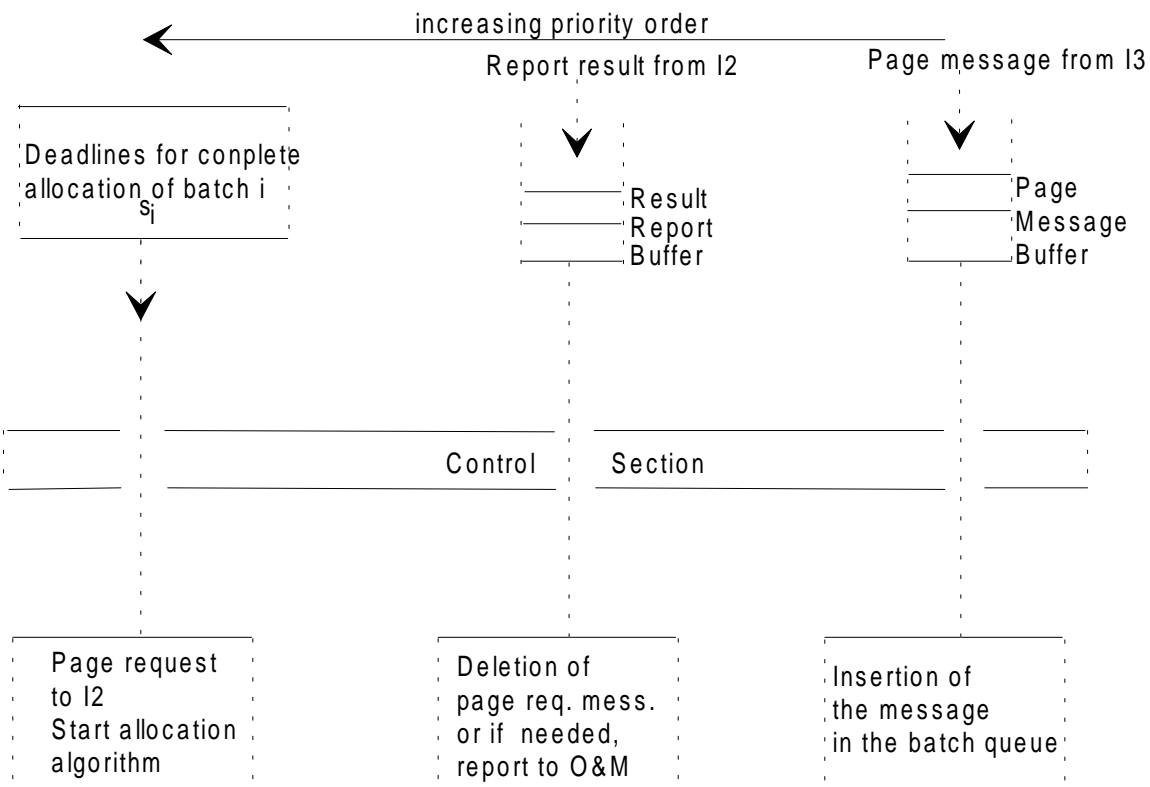 increasing priority order
Report result from I2
Page message from I3
Deadlines for conplete
allocation of batch i
si
Result
Report
Buffer
Page
Message
Buffer
Control Section
Page request
to I2
Start allocation
algorithm
Deletion of
page req. mess.
or if needed,
report to O&M
Insertion of
the message
in the batch queue